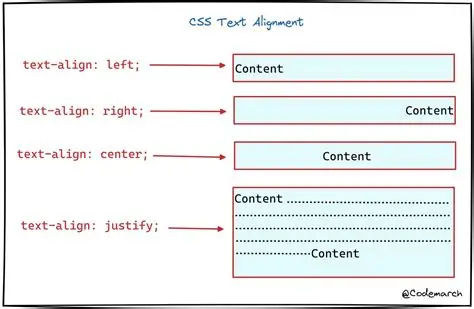 CSS Text Alignment
text-align: left;
Content
text-align: right;
Content
text-align: center;
Content
text-align: justify;
Content ......................................
......................................................
......................................................
......................................................
.....................Content
@Codemarch